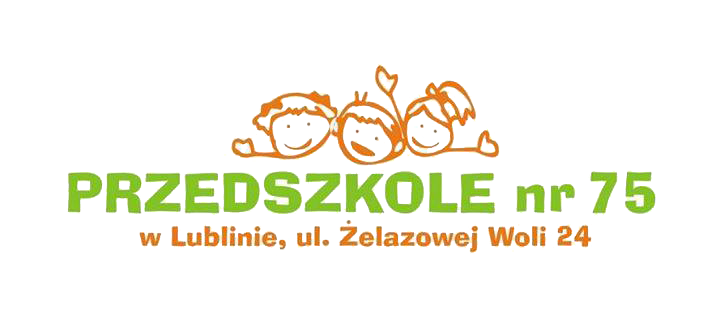 PRZEDSZKOLE nr 75
w Lublinie, ul. Żelazowej Woli 24